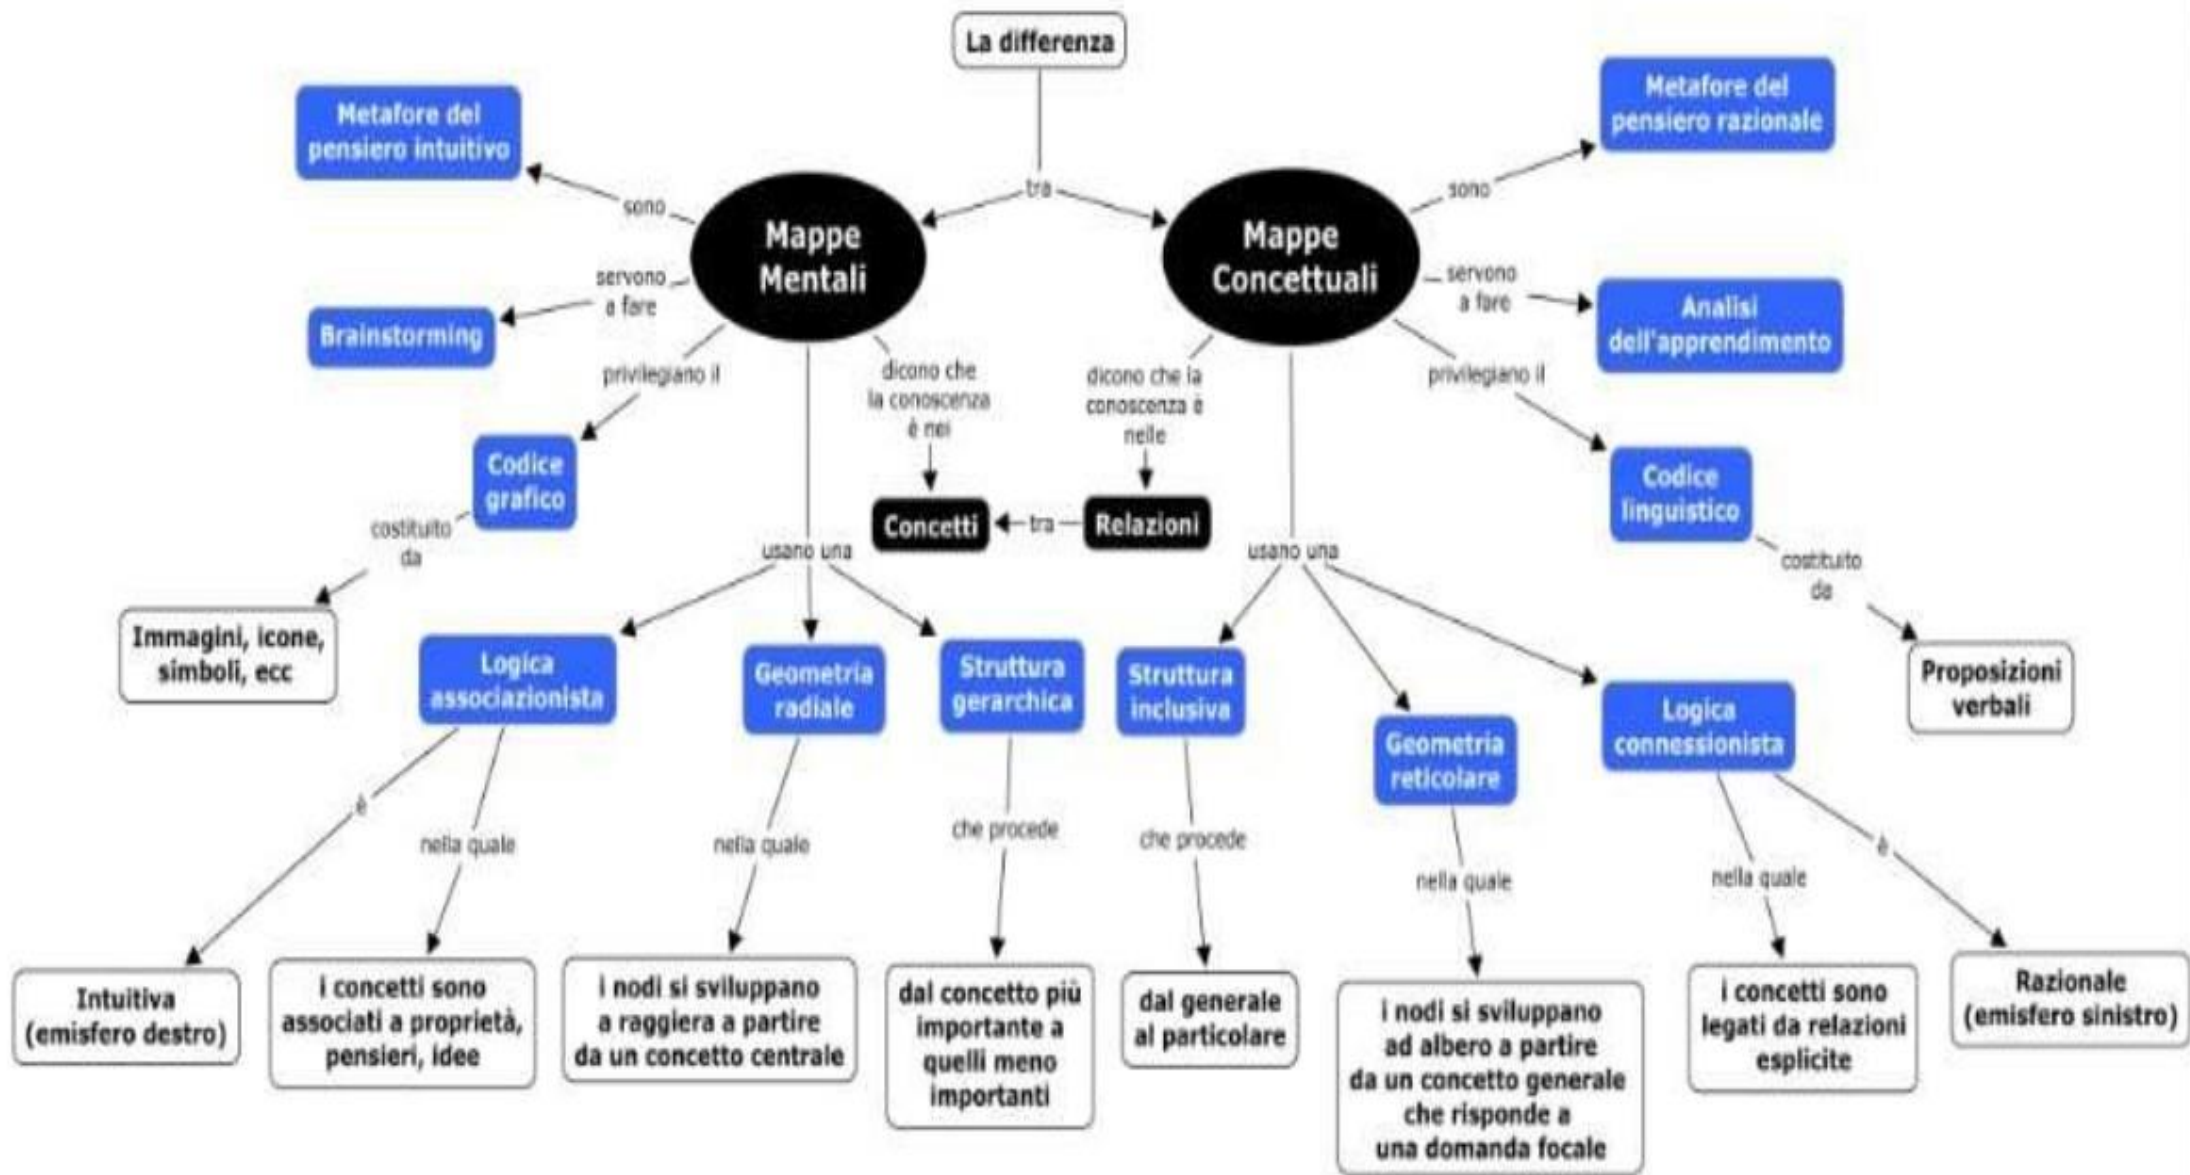 La differenza
tra
Metafore del
pensiero intuitivo
sono
Mappe
Mentali
servono
a fare
Brainstorming
privilegiano il
Codice
grafico
costituito
da
Immagini, icone,
simboli, ecc
dicono che
la conoscenza
è nei
Concetti
tra
Relazioni
dicono che la
conoscenza è
nelle
Mappe
Concettuali
sono
Metafore del
pensiero razionale
servono
a fare
Analisi
dell'apprendimento
privilegiano il
Codice
linguistico
costituito
da
Proposizioni
verbali
usano una
Logica
associazionista
Geometria
radiale
Struttura
gerarchica
usano una
Struttura
inclusiva
Geometria
reticolare
Logica
connessionista
è
nella quale
nella quale
che procede
che procede
nella quale
nella quale
è
Intuitiva
(emisfero destro)
i concetti sono
associati a proprietà,
pensieri, idee
i nodi si sviluppano
a raggiera a partire
da un concetto centrale
dal concetto più
importante a
quelli meno
importanti
dal generale
al particolare
i nodi si sviluppano
ad albero a partire
da un concetto generale
che risponde a
una domanda focale
i concetti sono
legati da relazioni
esplicite
Razionale
(emisfero sinistro)